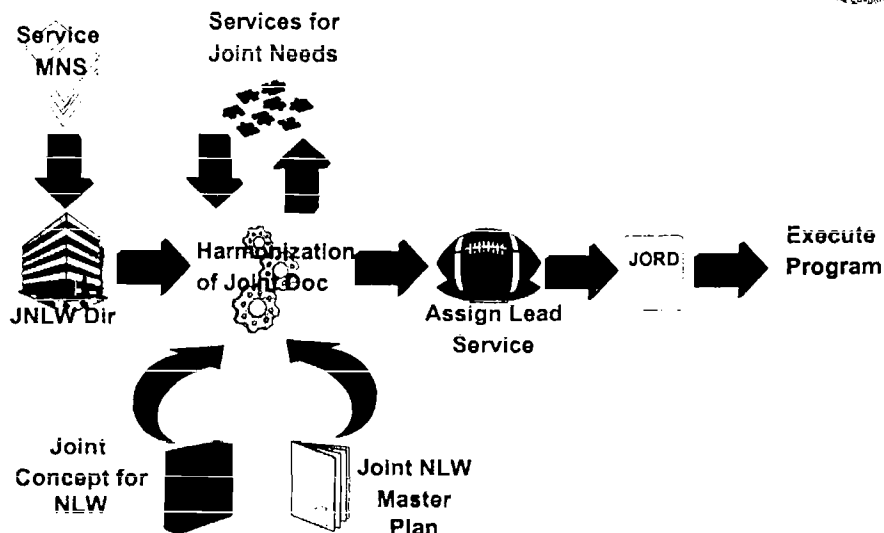 Service
MNS
Services for
Joint Needs
JNLW Dir
Harmonization
of Joint Doc
Assign Lead
Service
JORD
Execute
Program
Joint
Concept for
NLW
Joint NLW
Master
Plan